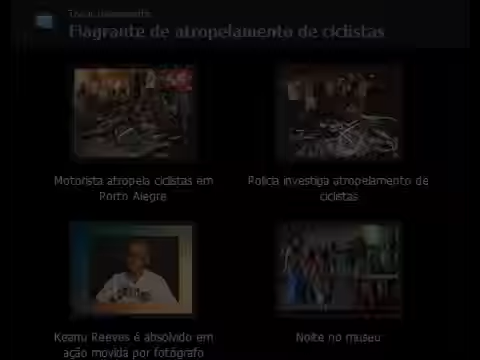 Flagrante de atropelamento de ciclistas
Motorista atropela ciclistas em
Porto Alegre
Polícia investiga atropelamento de
ciclistas
Keanu Reeves é absolvido em
ação movida por fotógrafo
Noite no museu